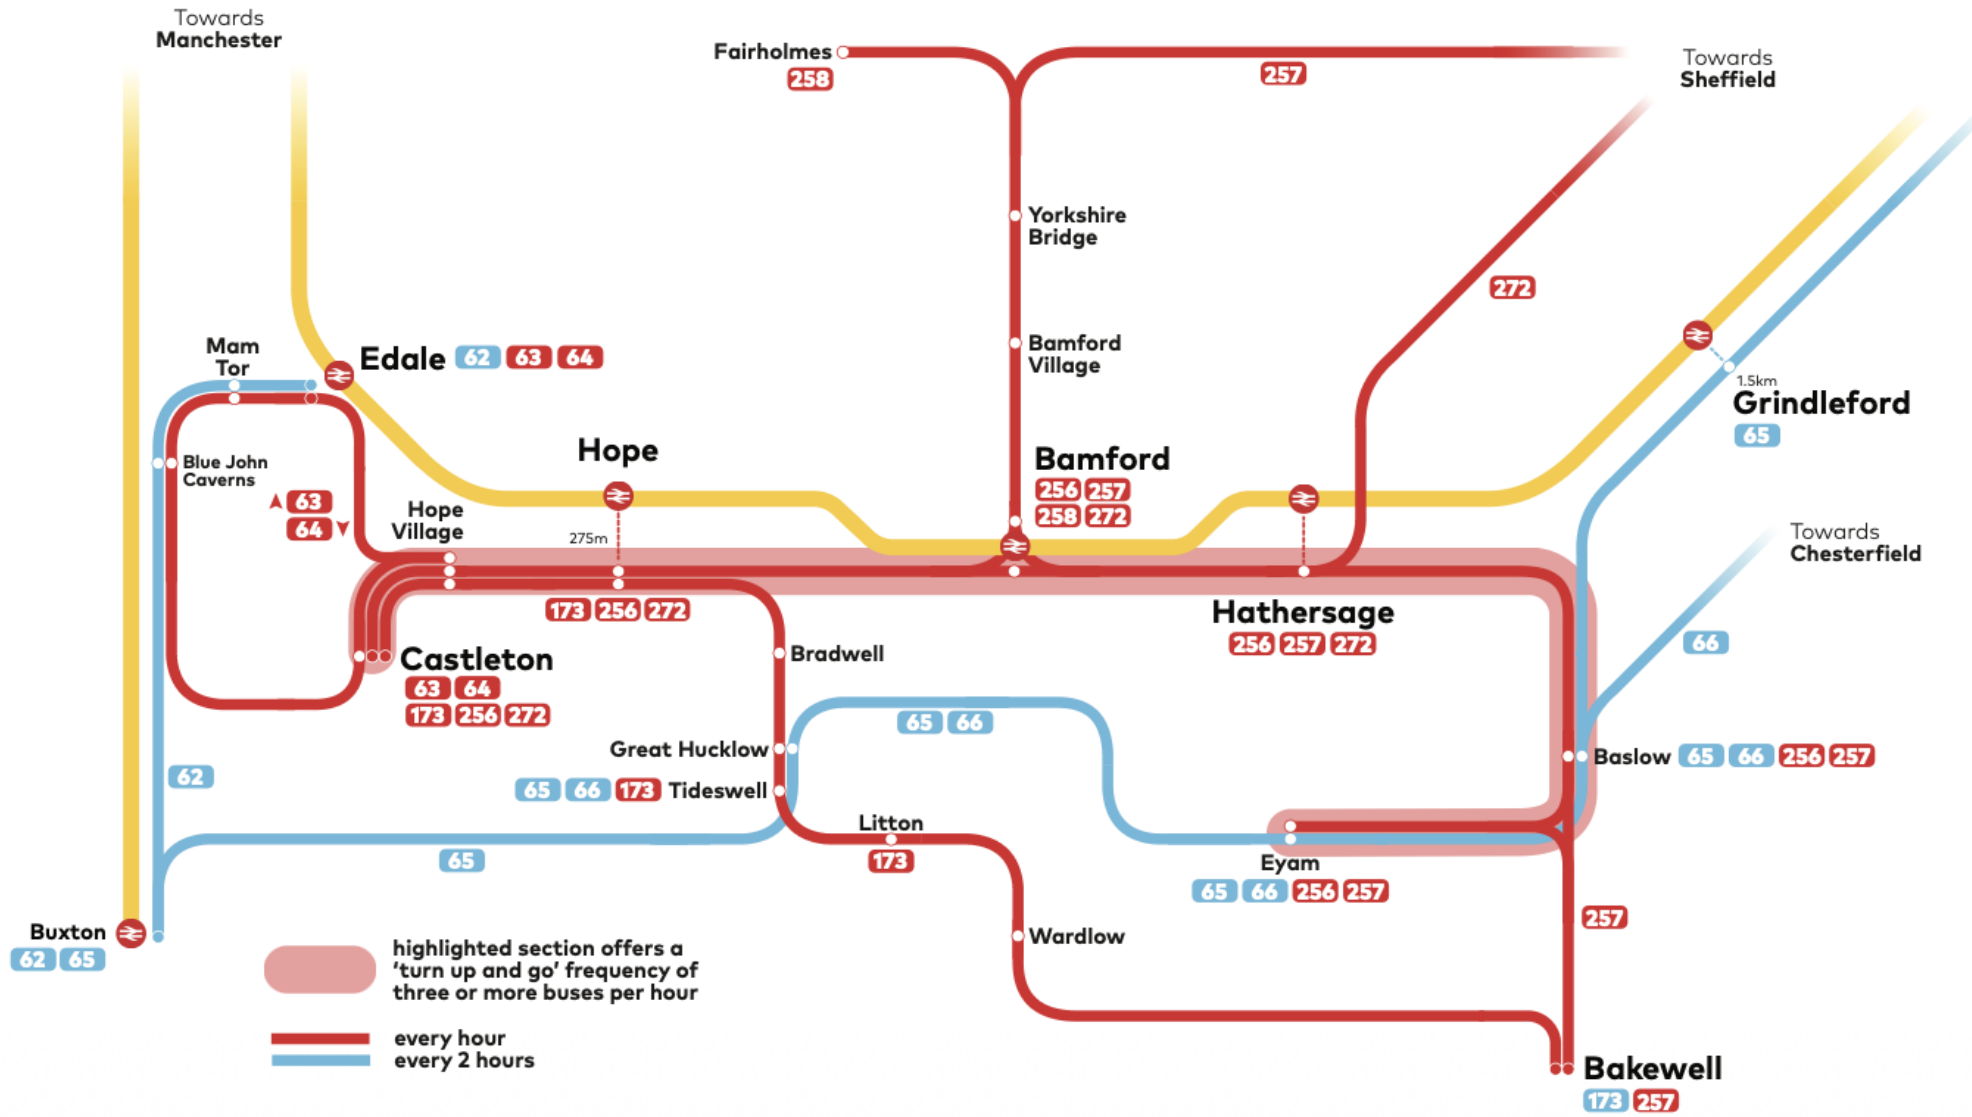 Towards
Manchester
Fairholmes
258
257
Towards
Sheffield
Yorkshire
Bridge
272
Mam
Tor
Edale 62 63 64
Bamford
Village
1.5km
Grindleford
65
Hope
Bamford
256 257
258 272
Blue John
Caverns
63
64
Hope
Village
275m
Towards
Chesterfield
173 256 272
Hathersage
256 257 272
66
Castleton
63 64
173 256 272
Bradwell
65 66
Great Hucklow
Baslow 65 66 256 257
62
65 66 173 Tideswell
Litton
173
65
Eyam
65 66 256 257
257
Buxton
62 65
Wardlow
highlighted section offers a
‘turn up and go’ frequency of
three or more buses per hour
every hour
every 2 hours
Bakewell
173 257